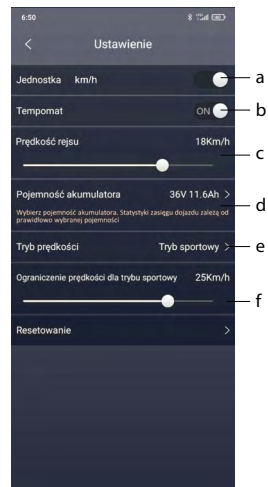 6:50
< Ustawienie
Jednostka km/h a
Tempomat ON b
Prędkość rejsu 18Km/h c
Pojemność akumulatora 36V 11.6Ah > d
Wybierz pojemność akumulatora. Statystyki zasięgu dojazdu zależą od
prawidłowo wybranej pojemności
Tryb prędkości Tryb sportowy > e
Ograniczenie prędkości dla trybu sportowy 25Km/h f
Resetowanie >